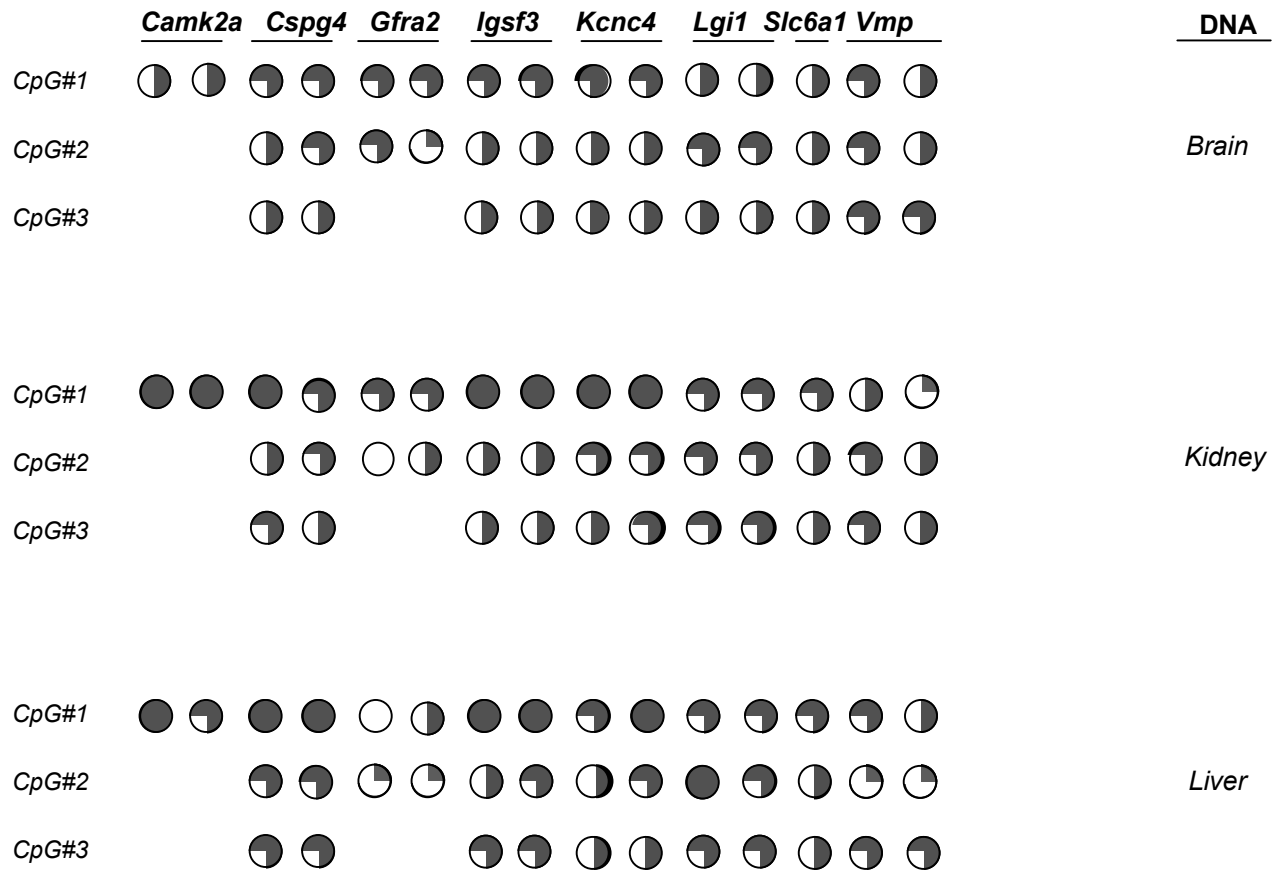 Camk2a Cspg4 Gfra2 Igsf3 Kcnc4 Lgi1 Slc6a1 Vmp DNA
CpG#1
CpG#2 Brain
CpG#3
CpG#1
CpG#2 Kidney
CpG#3
CpG#1
CpG#2 Liver
CpG#3